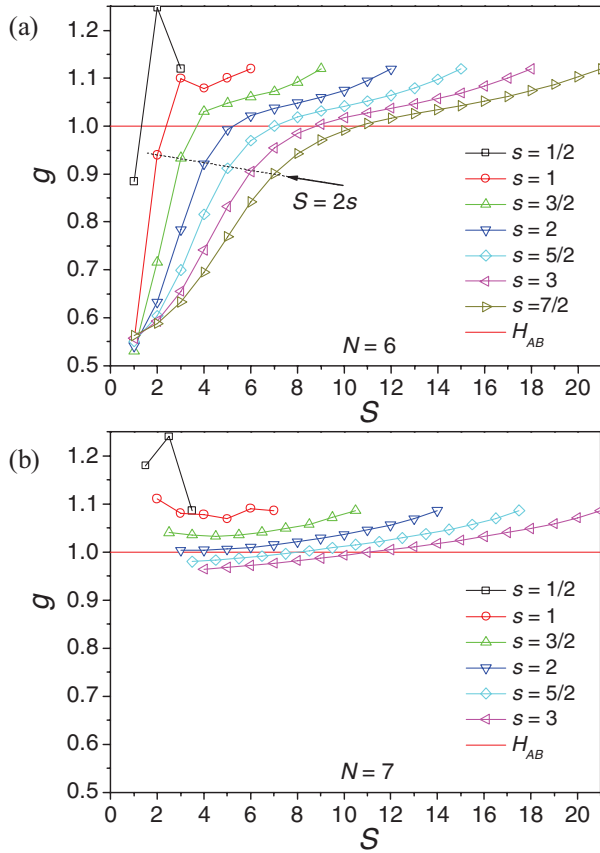 (a)
1.2
1.1
1.0
0.9
0.8
0.7
0.6
0.5
g
S = 2s
s = 1/2
s = 1
s = 3/2
s = 2
s = 5/2
s = 3
s =7/2
H_AB
N = 6
0 2 4 6 8 10 12 14 16 18 20
S
(b)
1.2
1.1
1.0
0.9
0.8
0.7
0.6
0.5
g
s = 1/2
s = 1
s = 3/2
s = 2
s = 5/2
s = 3
H_AB
N = 7
0 2 4 6 8 10 12 14 16 18 20
S